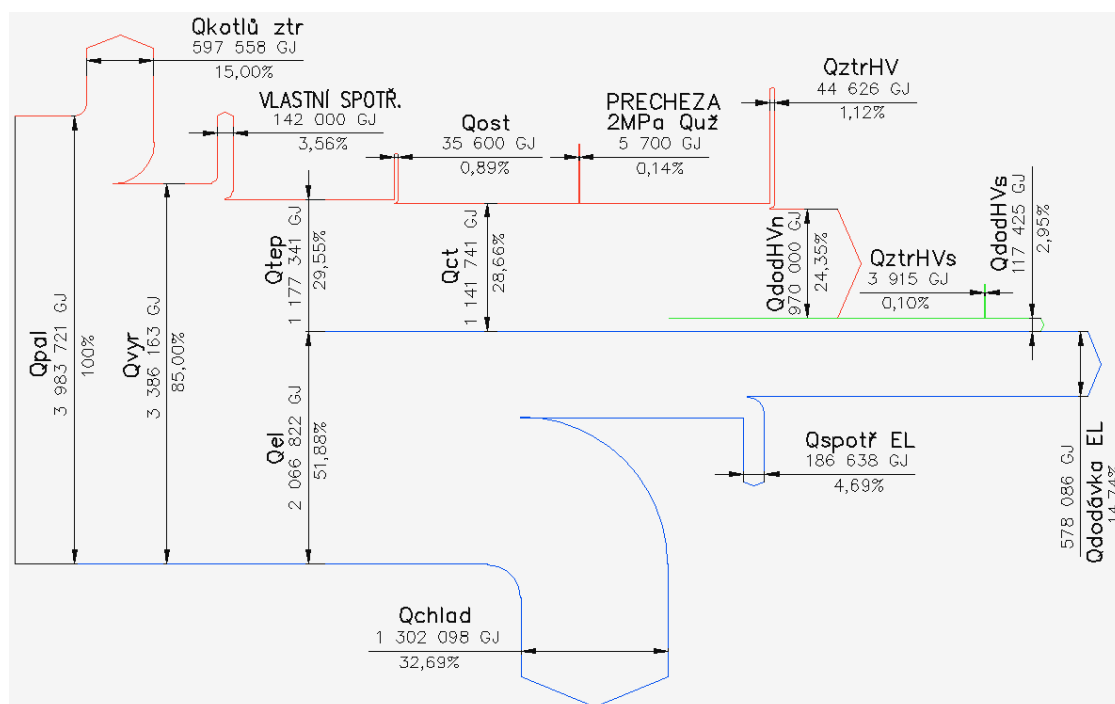 Qkotlů ztr
597 558 GJ
15,00%
VLASTNÍ SPOTŘ.
142 000 GJ
3,56%
Qost
35 600 GJ
0,89%
PRECHEZA
2MPa Quž
5 700 GJ
0,14%
QztrHV
44 626 GJ
1,12%
QdodHVs
117 425 GJ
2,95%
QztrHVs
3 915 GJ
0,10%
QdodHVn
970 000 GJ
24,35%
Qtep
1 177 341 GJ
29,55%
Qct
1 141 741 GJ
28,66%
Qpal
3 983 721 GJ
100%
Qvyr
3 386 163 GJ
85,00%
Qel
2 066 822 GJ
51,88%
Qspotř EL
186 638 GJ
4,69%
578 086 GJ
Qdodávka EL
14,74%
Qchlad
1 302 098 GJ
32,69%